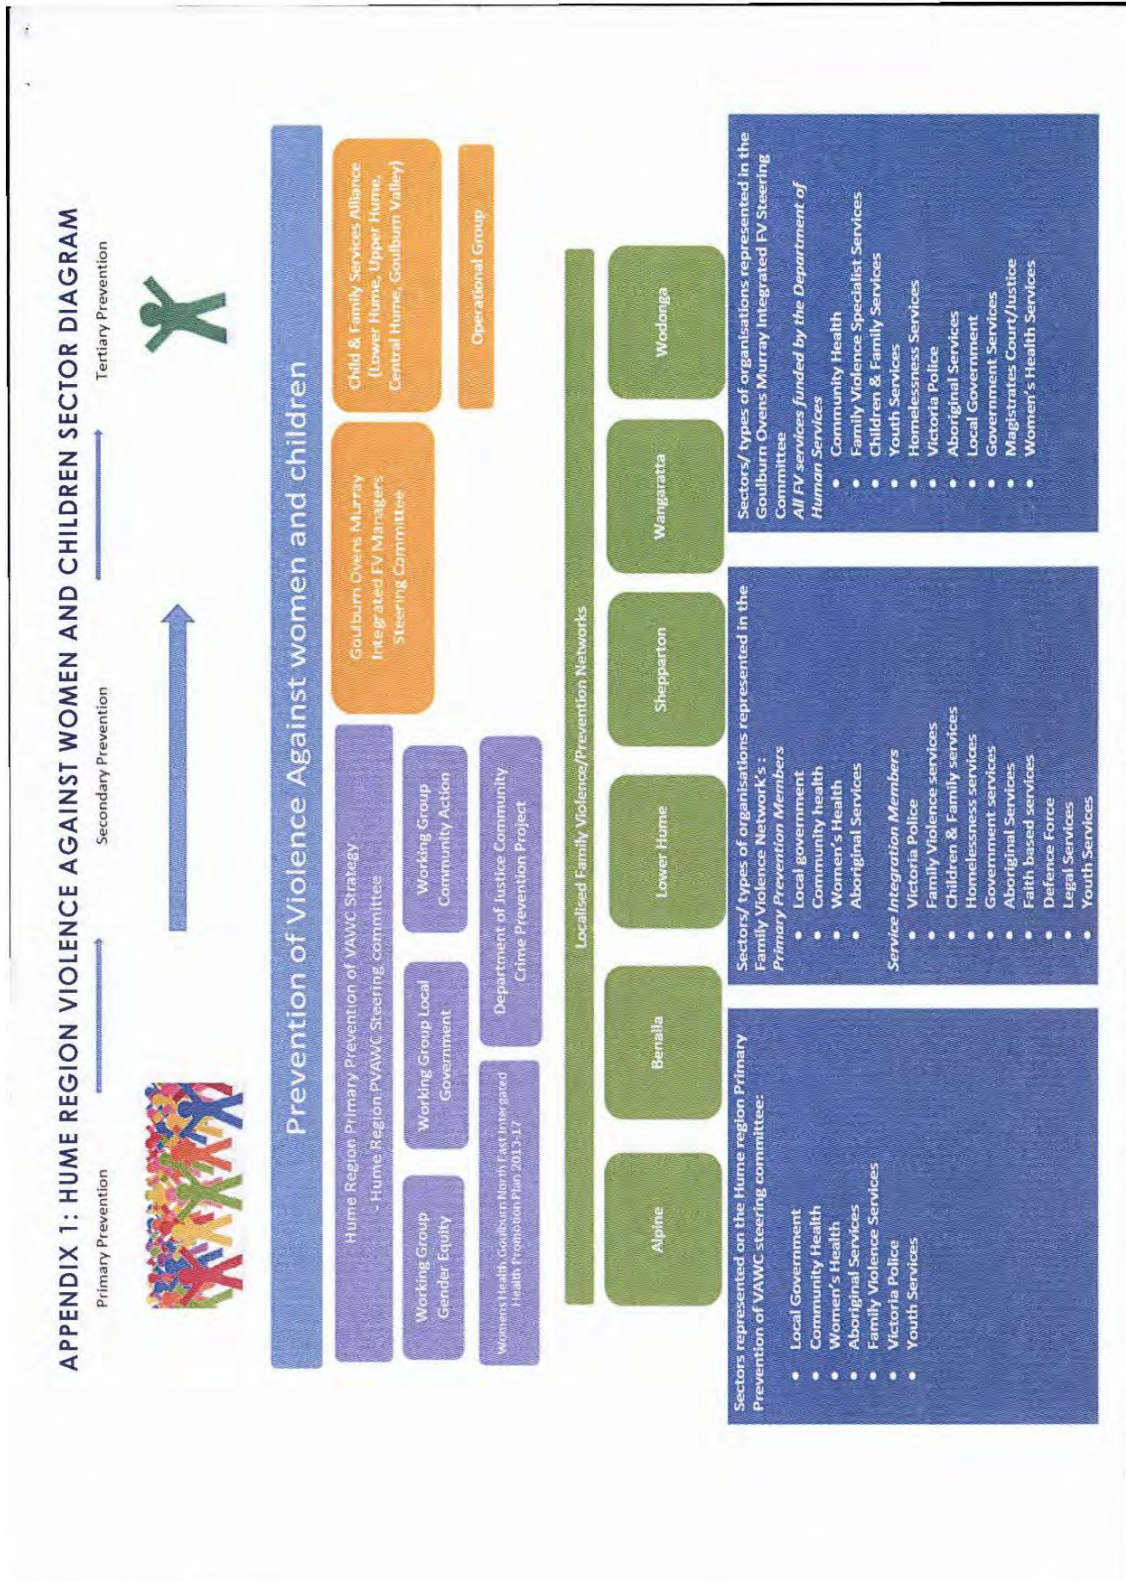 APPENDIX 1: HUME REGION VIOLENCE AGAINST WOMEN AND CHILDREN SECTOR DIAGRAM
Primary Prevention
Secondary Prevention
Tertiary Prevention
Prevention of Violence Against women and children
Hume Region Primary Prevention of VAWC Strategy
- Hume Region PVAWC Steering committee
Goulburn Ovens Murray
Integrated FV Managers
Steering Committee
Child & Family Services Alliance
(Lower Hume, Upper Hume,
Central Hume, Goulburn Valley)
Working Group
Gender Equity
Working Group Local
Government
Working Group
Community Action
Operational Group
Womens Health Goulburn North East Intergated
Health Promotion Plan 2013-17
Department of Justice Community
Crime Prevention Project
Localised Family Violence/Prevention Networks
Alpine
Benalla
Lower Hume
Shepparton
Wangaratta
Wodonga
Sectors represented on the Hume region Primary
Prevention of VAWC steering committee:
• Local Government
• Community Health
• Women's Health
• Aboriginal Services
• Family Violence Services
• Victoria Police
• Youth Services
Sectors/ types of organisations represented in the
Family Violence Network's :
Primary Prevention Members
• Local government
• Community health
• Women's Health
• Aboriginal Services
Service Integration Members
• Victoria Police
• Family Violence services
• Children & Family services
• Homelessness services
• Government services
• Aboriginal Services
• Faith based services
• Defence Force
• Legal Services
• Youth Services
Sectors/ types of organisations represented in the
Goulburn Ovens Murray Integrated FV Steering
Committee
All FV services funded by the Department of
Human Services
• Community Health
• Family Violence Specialist Services
• Children & Family Services
• Youth Services
• Homelessness Services
• Victoria Police
• Aboriginal Services
• Local Government
• Government Services
• Magistrates Court/Justice
• Women's Health Services